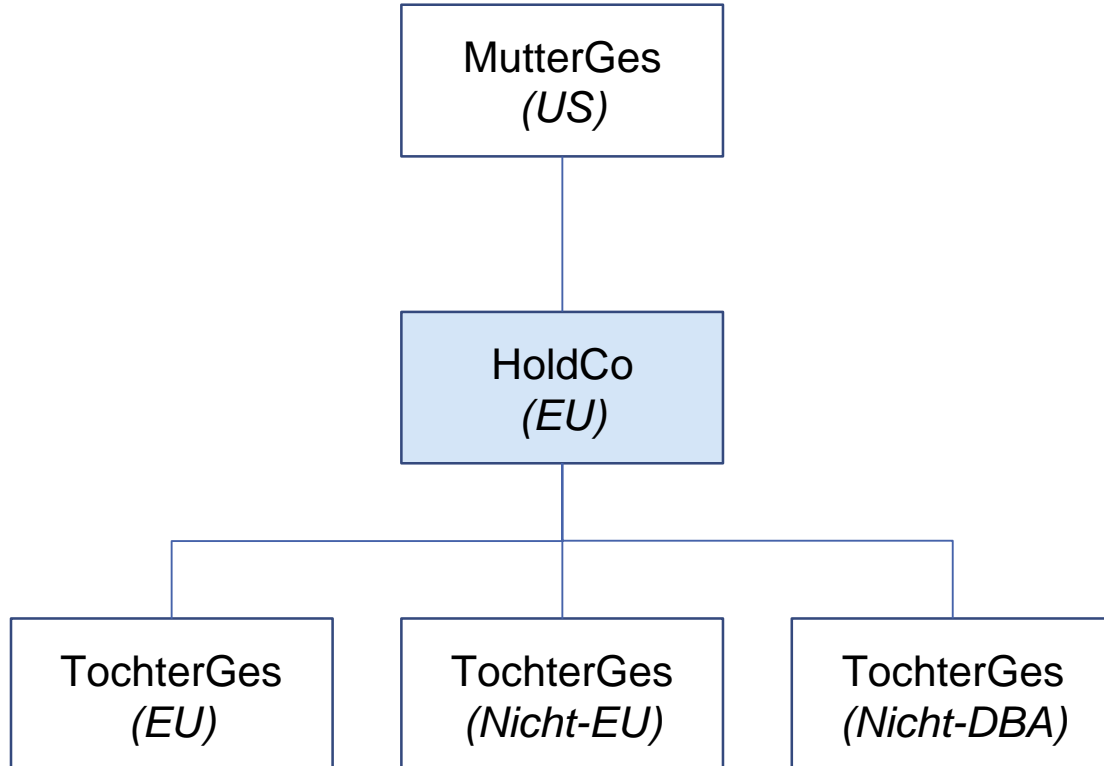 MutterGes
(US)
HoldCo
(EU)
TochterGes
(EU)
TochterGes
(Nicht-EU)
TochterGes
(Nicht-DBA)